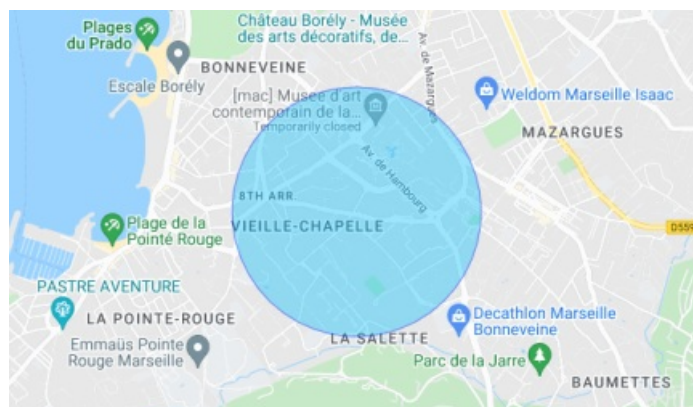 Château Borély - Musée
des arts décoratifs, de...
Plages
du Prado
Av. de Mazargues
BONNEVEINE
Escale Borély
[mac] Musée d'art
contemporain de la...
Temporarily closed
Weldom Marseille Isaac
MAZARGUES
Av. de Hambourg
8TH ARR.
Plage de la
Pointé Rouge
VIEILLE-CHAPELLE
D559
PASTRE AVENTURE
LA POINTE-ROUGE
Decathlon Marseille
Bonneveine
LA SALETTE
Emmaüs Pointe
Rouge Marseille
Parc de la Jarre
BAUMETTES